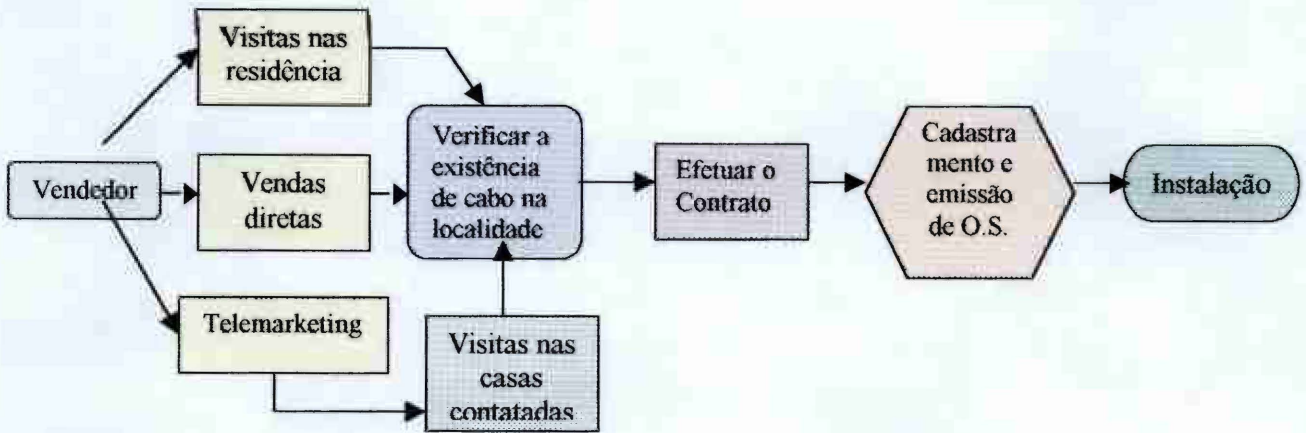 Visitas nas
residência
Vendedor
Vendas
diretas
Telemarketing
Visitas nas
casas
contatadas
Verificar a
existência
de cabo na
localidade
Efetuar o
Contrato
Cadastra
mento e
emissão
de O.S.
Instalação